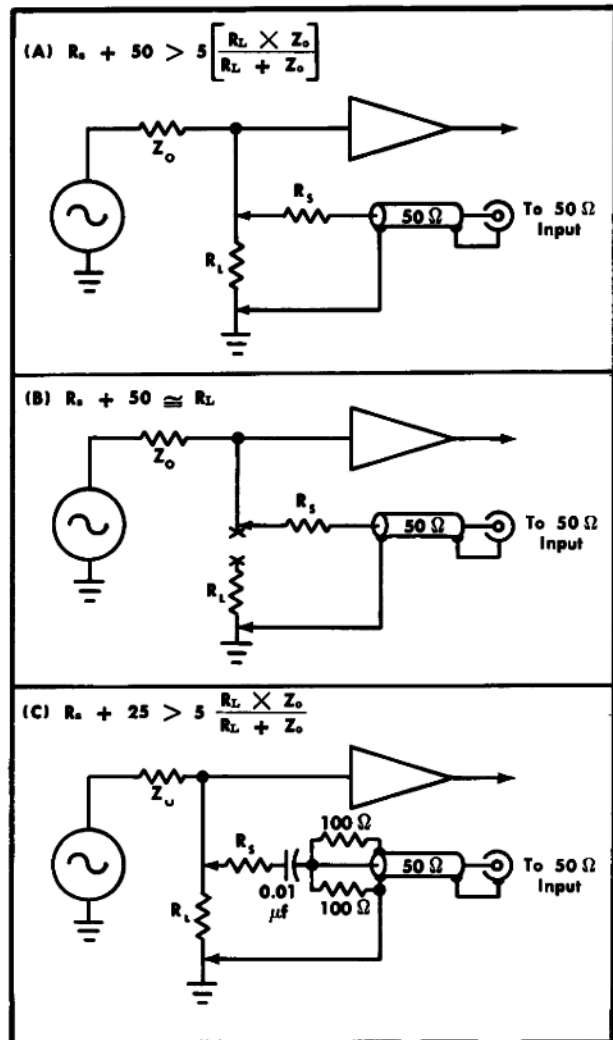 (A) Rs + 50 > 5 [ RL X Zo / RL + Zo ]
Zo
Rs
50 Ω
To 50 Ω
Input
RL
(B) Rs + 50 ≅ RL
Zo
Rs
50 Ω
To 50 Ω
Input
RL
(C) Rs + 25 > 5 RL X Zo / RL + Zo
Zu
100 Ω
Rs
50 Ω
To 50 Ω
Input
0.01
μf
100 Ω
RL